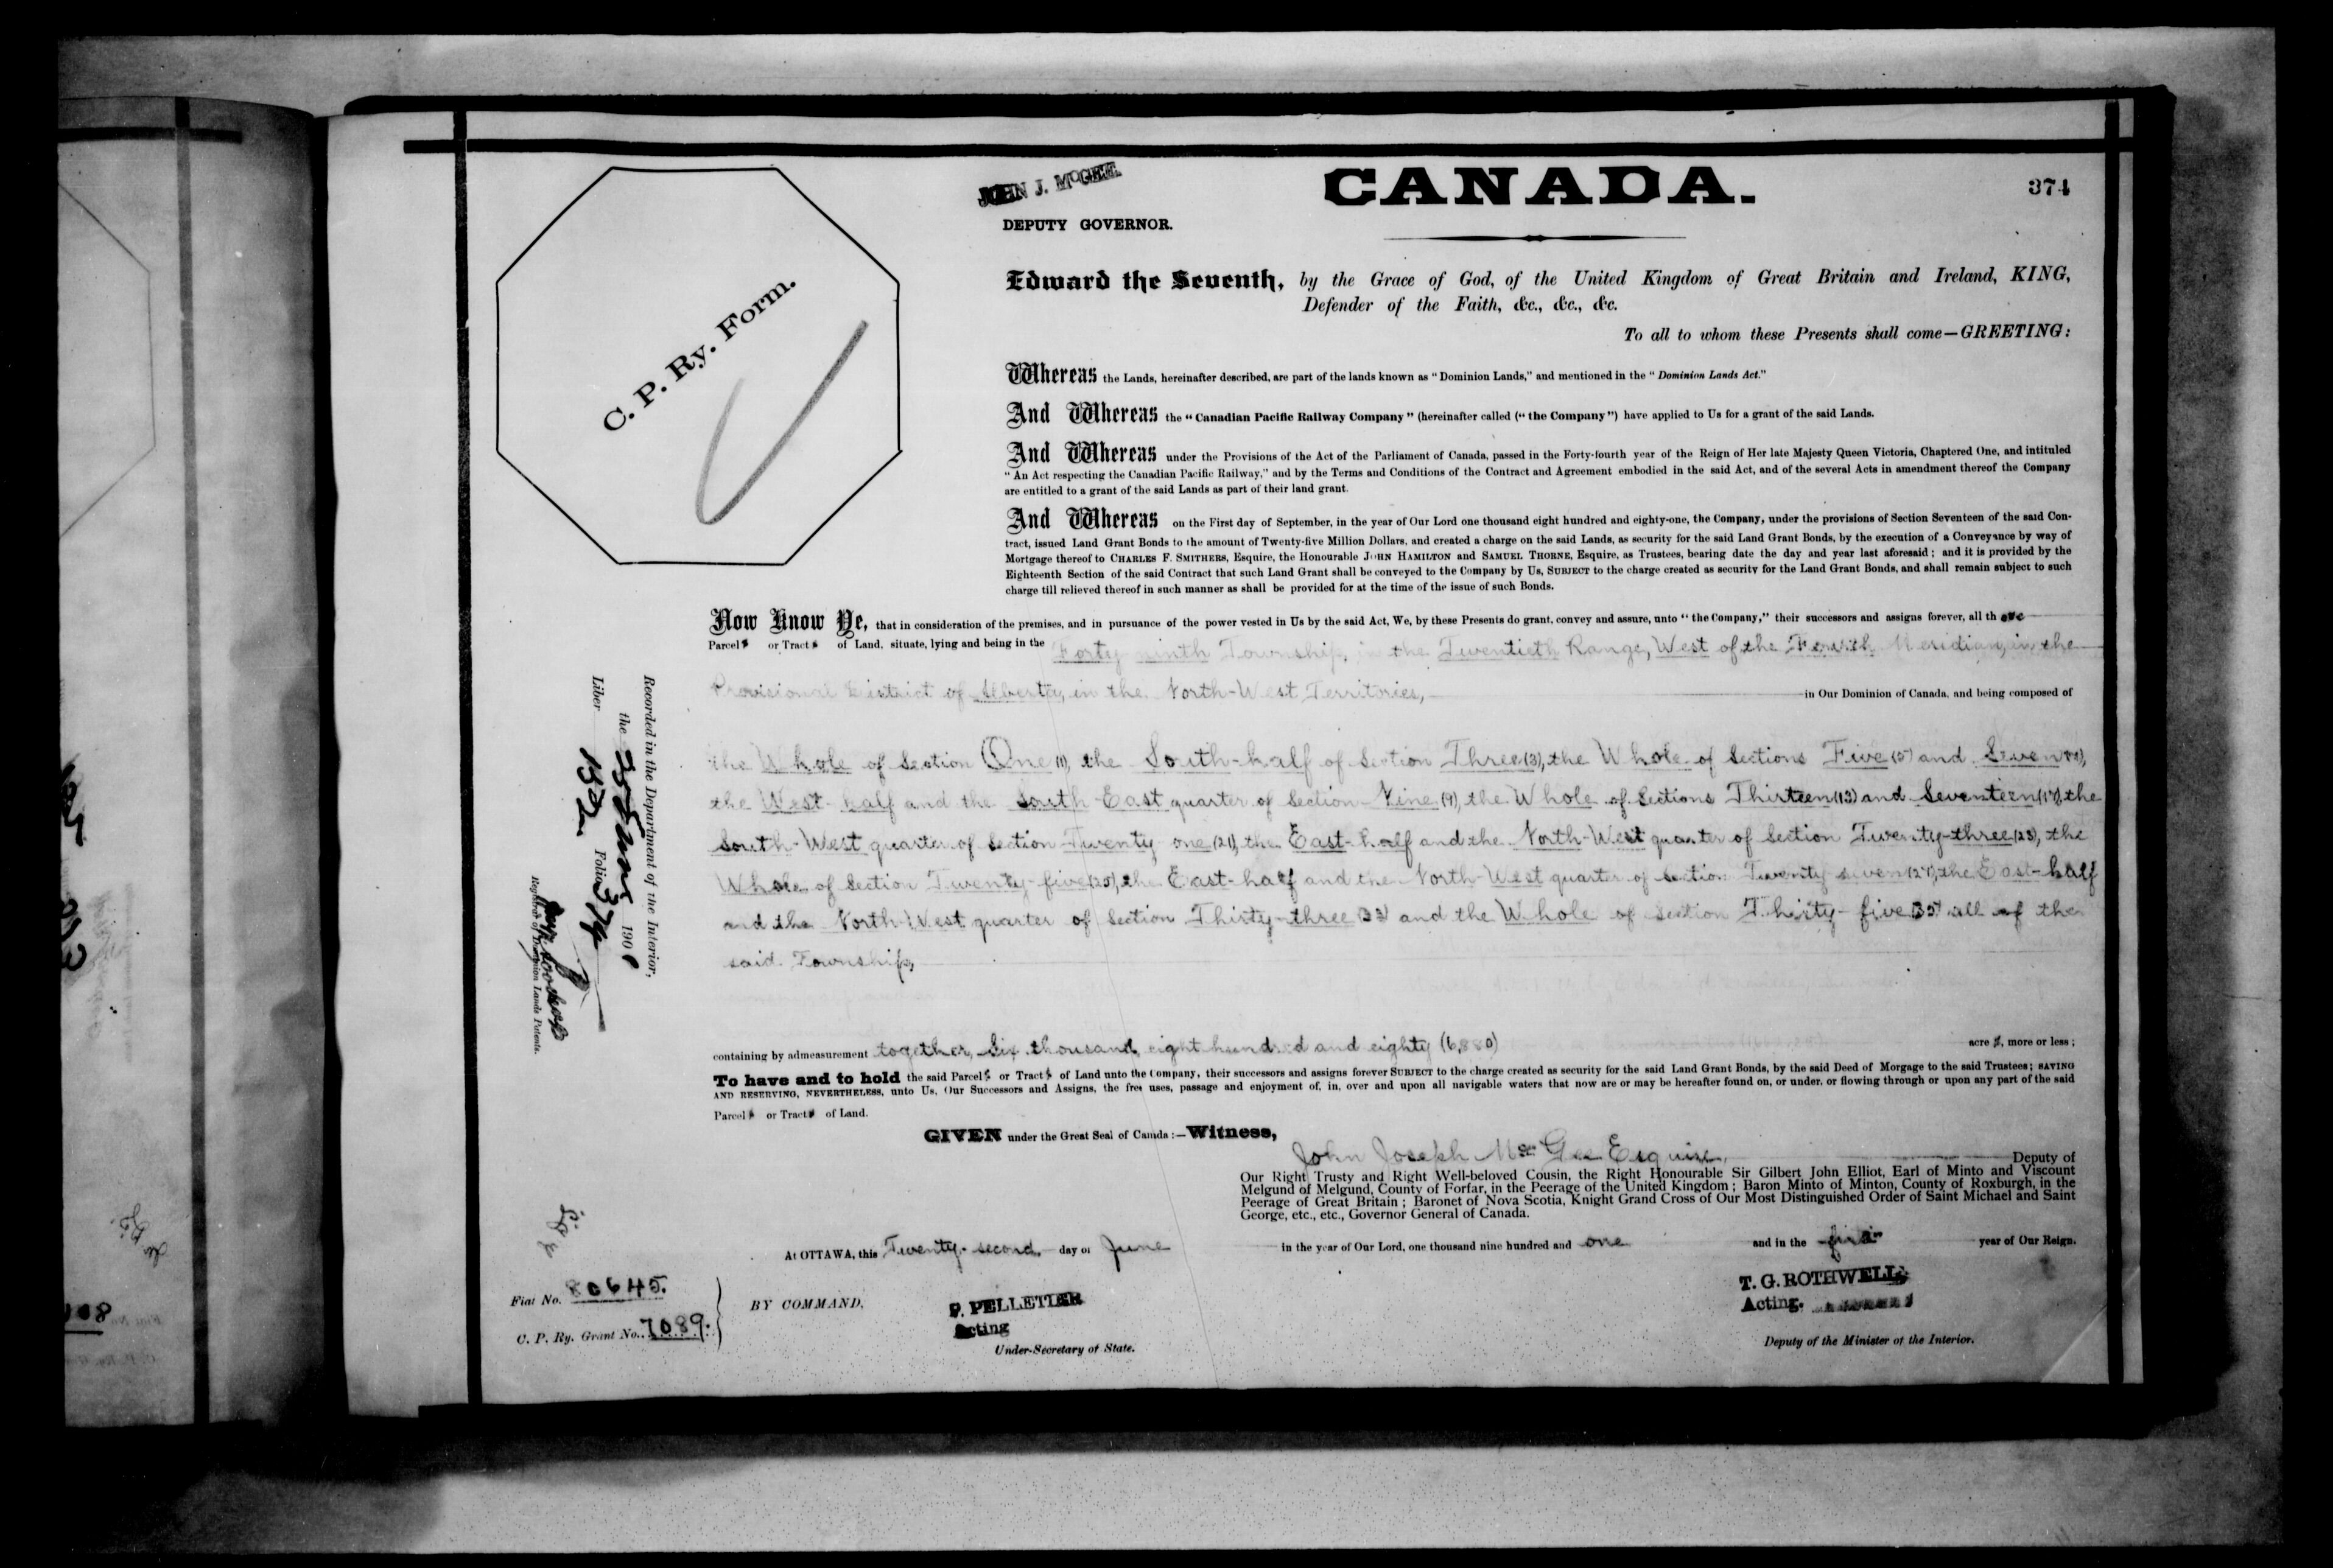 JOHN J. McGEE.
DEPUTY GOVERNOR.
CANADA.
374
C. P. Ry. Form.
Edward the Seventh, by the Grace of God, of the United Kingdom of Great Britain and Ireland, KING,
Defender of the Faith, &c., &c., &c.
To all to whom these Presents shall come—GREETING:
Whereas the Lands, hereinafter described, are part of the lands known as "Dominion Lands," and mentioned in the "Dominion Lands Act."
And Whereas the "Canadian Pacific Railway Company" (hereinafter called ("the Company") have applied to Us for a grant of the said Lands.
And Whereas under the Provisions of the Act of the Parliament of Canada, passed in the Forty-fourth year of the Reign of Her late Majesty Queen Victoria, Chaptered One, and intituled
"An Act respecting the Canadian Pacific Railway," and by the Terms and Conditions of the Contract and Agreement embodied in the said Act, and of the several Acts in amendment thereof the Company
are entitled to a grant of the said Lands as part of their land grant.
And Whereas on the First day of September, in the year of Our Lord one thousand eight hundred and eighty-one, the Company, under the provisions of Section Seventeen of the said Con-
tract, issued Land Grant Bonds to the amount of Twenty-five Million Dollars, and created a charge on the said Lands, as security for the said Land Grant Bonds, by the execution of a Conveyance by way of
Mortgage thereof to CHARLES F. SMITHERS, Esquire, the Honourable JOHN HAMILTON and SAMUEL THORNE, Esquire, as Trustees, bearing date the day and year last aforesaid; and it is provided by the
Eighteenth Section of the said Contract that such Land Grant shall be conveyed to the Company by Us, SUBJECT to the charge created as security for the Land Grant Bonds, and shall remain subject to such
charge till relieved thereof in such manner as shall be provided for at the time of the issue of such Bonds.
Now Know Ye, that in consideration of the premises, and in pursuance of the power vested in Us by the said Act, We, by these Presents do grant, convey and assure, unto "the Company," their successors and assigns forever, all those
Parcels or Tracts of Land, situate, lying and being in the Forty ninth Township, in the Twentieth Range, West of the Fourth Meridian, in the
Provisional District of Alberta, in the North-West Territories, in Our Dominion of Canada, and being composed of
the Whole of Section One (1), the South-half of Section Three (3), the Whole of Sections Five (5) and Seven (7),
the West-half and the South East quarter of Section Nine (9), the Whole of Sections Thirteen (13) and Seventeen (17), the
South-West quarter of Section Twenty-one (21), the East-half and the North-West quarter of Section Twenty-three (23), the
Whole of Section Twenty-five (25), the East-half and the North-West quarter of Section Twenty seven (27), the East-half
and the North-West quarter of Section Thirty-three (33) and the Whole of Section Thirty-five (35) all of the
said Township,
containing by admeasurement together, Six thousand, eight hundred and eighty (6,880) acres, more or less;
To have and to hold the said Parcels or Tracts of Land unto the Company, their successors and assigns forever SUBJECT to the charge created as security for the said Land Grant Bonds, by the said Deed of Morgage to the said Trustees; SAVING
AND RESERVING, NEVERTHELESS, unto Us, Our Successors and Assigns, the free uses, passage and enjoyment of, in, over and upon all navigable waters that now are or may be hereafter found on, or under, or flowing through or upon any part of the said
Parcels or Tracts of Land.
GIVEN under the Great Seal of Canada:—Witness,
John Joseph McGee Esquire, Deputy of
Our Right Trusty and Right Well-beloved Cousin, the Right Honourable Sir Gilbert John Elliot, Earl of Minto and Viscount
Melgund of Melgund, County of Forfar, in the Peerage of the United Kingdom; Baron Minto of Minton, County of Roxburgh, in the
Peerage of Great Britain; Baronet of Nova Scotia, Knight Grand Cross of Our Most Distinguished Order of Saint Michael and Saint
George, etc., etc., Governor General of Canada.
At OTTAWA, this Twenty-second day of June in the year of Our Lord, one thousand nine hundred and one and in the first year of Our Reign.
BY COMMAND,
P. PELLETIER
Acting
Under-Secretary of State.
T. G. ROTHWELL
Acting.
Deputy of the Minister of the Interior.
Fiat No. 80645.
C. P. Ry. Grant No. 7089.
Recorded in the Department of the Interior,
the 25 June 1901
Liber 152 Folio 374
Registrar of Dominion Lands Patents.